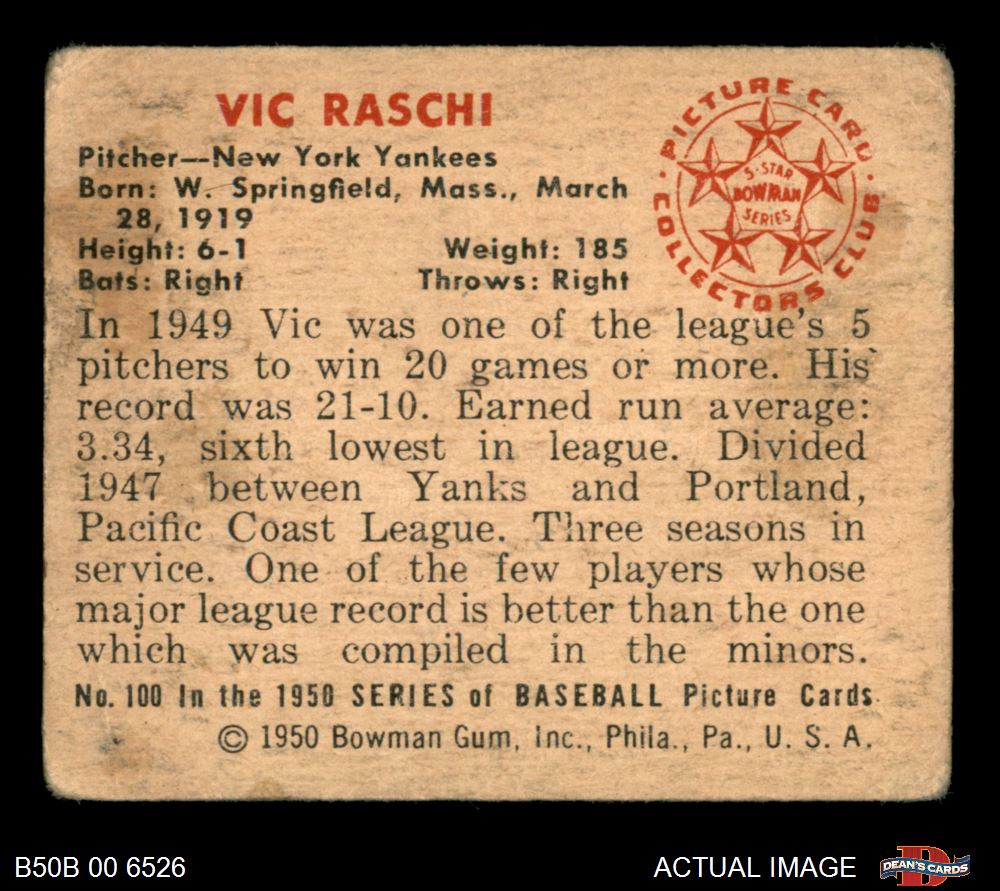 VIC RASCHI
Pitcher--New York Yankees
Born: W. Springfield, Mass., March
28, 1919
Height: 6-1 Weight: 185
Bats: Right Throws: Right
PICTURE CARD
COLLECTORS CLUB
5-STAR
BOWMAN
SERIES
In 1949 Vic was one of the league's 5
pitchers to win 20 games or more. His
record was 21-10. Earned run average:
3.34, sixth lowest in league. Divided
1947 between Yanks and Portland,
Pacific Coast League. Three seasons in
service. One of the few players whose
major league record is better than the one
which was compiled in the minors.
No. 100 In the 1950 SERIES of BASEBALL Picture Cards
© 1950 Bowman Gum, Inc., Phila., Pa., U. S. A.
B50B 00 6526 ACTUAL IMAGE
DEAN'S CARDS